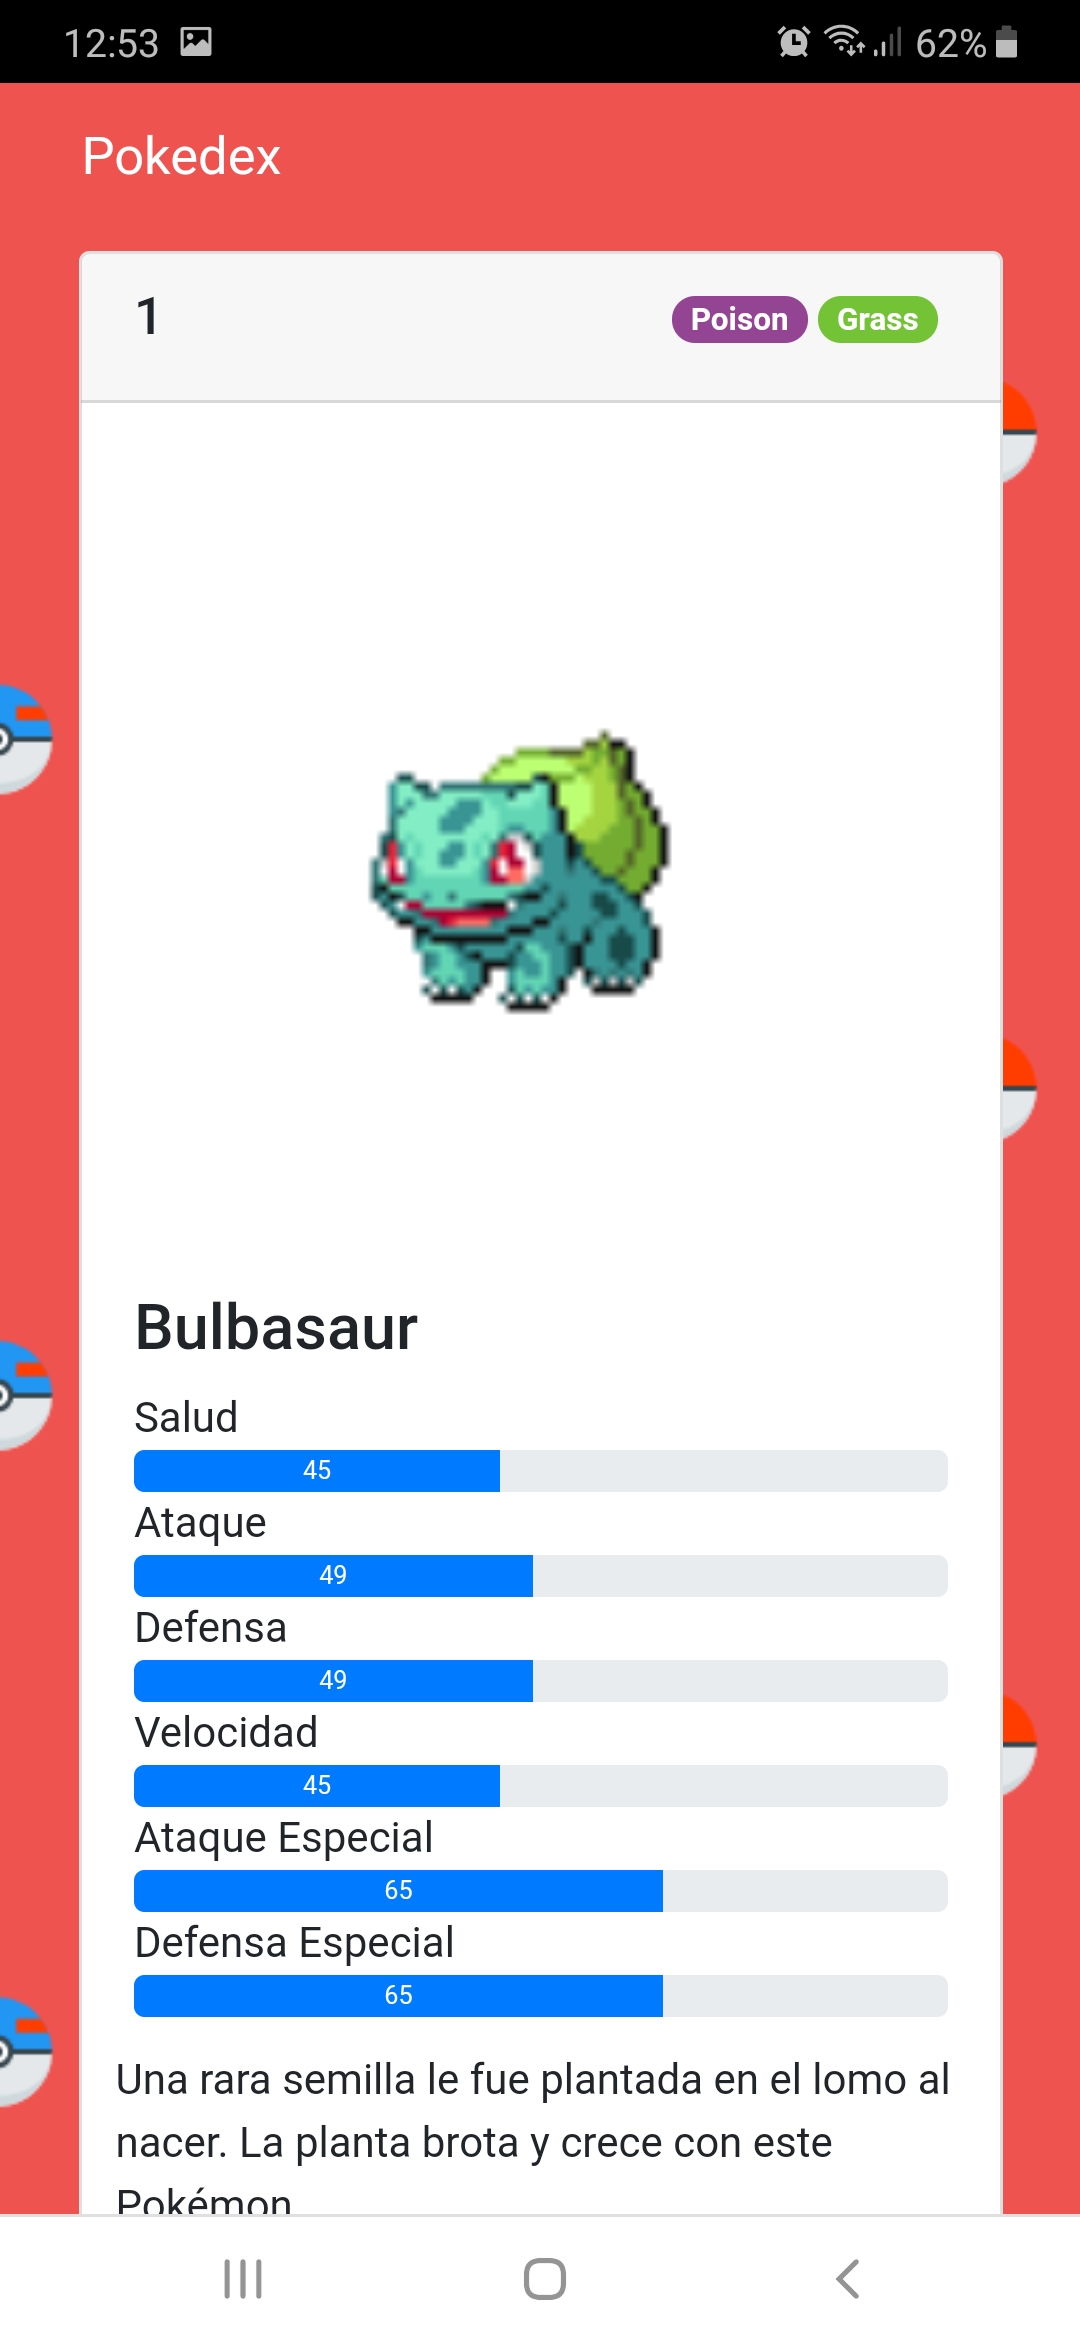 12:53
62%
Pokedex
1
Poison Grass
Bulbasaur
Salud
45
Ataque
49
Defensa
49
Velocidad
45
Ataque Especial
65
Defensa Especial
65
Una rara semilla le fue plantada en el lomo al
nacer. La planta brota y crece con este
Pokémon